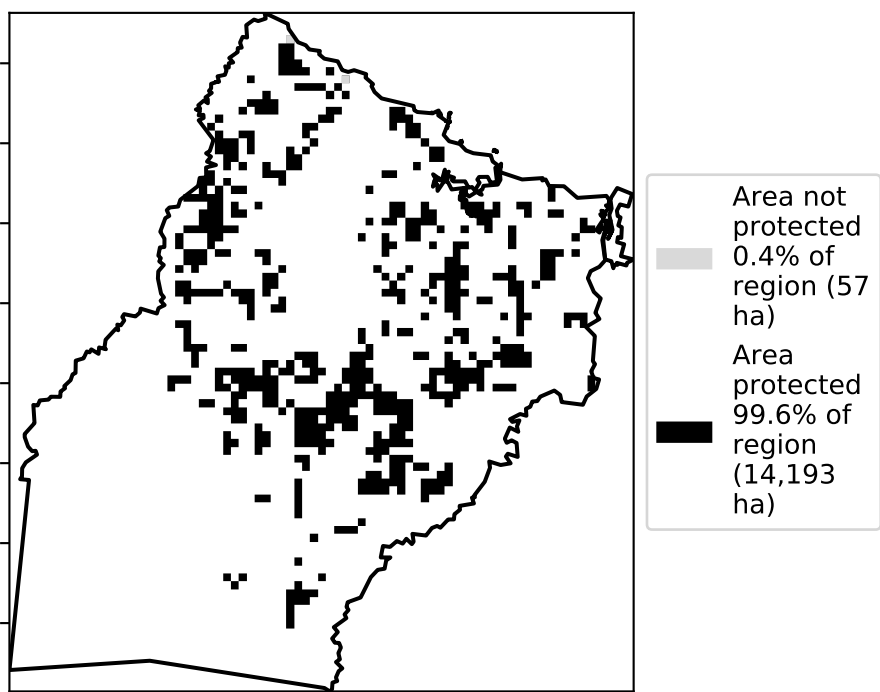 Area not
protected
0.4% of
region (57
ha)
Area
protected
99.6% of
region
(14,193
ha)